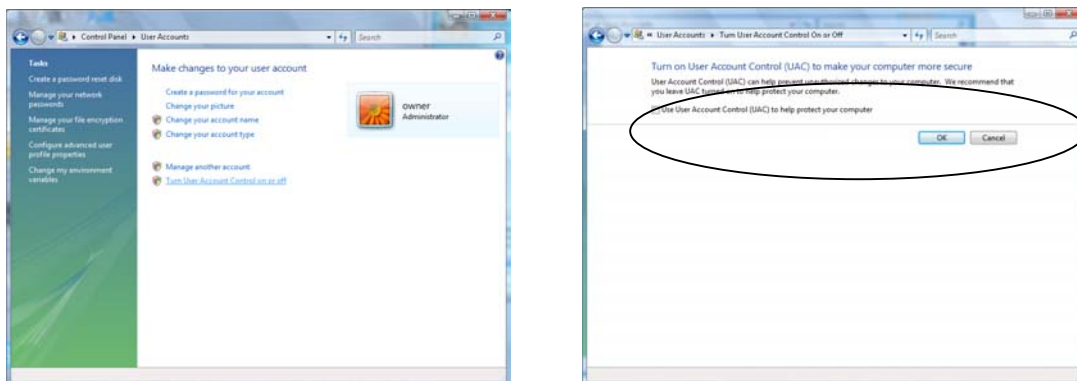 Control Panel ▸ User Accounts
Search
Tasks
Create a password reset disk
Manage your network
passwords
Manage your file encryption
certificates
Configure advanced user
profile properties
Change my environment
variables
Make changes to your user account
Create a password for your account
Change your picture
Change your account name
Change your account type
Manage another account
Turn User Account Control on or off
owner
Administrator
« User Accounts ▸ Turn User Account Control On or Off
Search
Turn on User Account Control (UAC) to make your computer more secure
User Account Control (UAC) can help prevent unauthorized changes to your computer. We recommend that
you leave UAC turned on to help protect your computer.
Use User Account Control (UAC) to help protect your computer
OK
Cancel